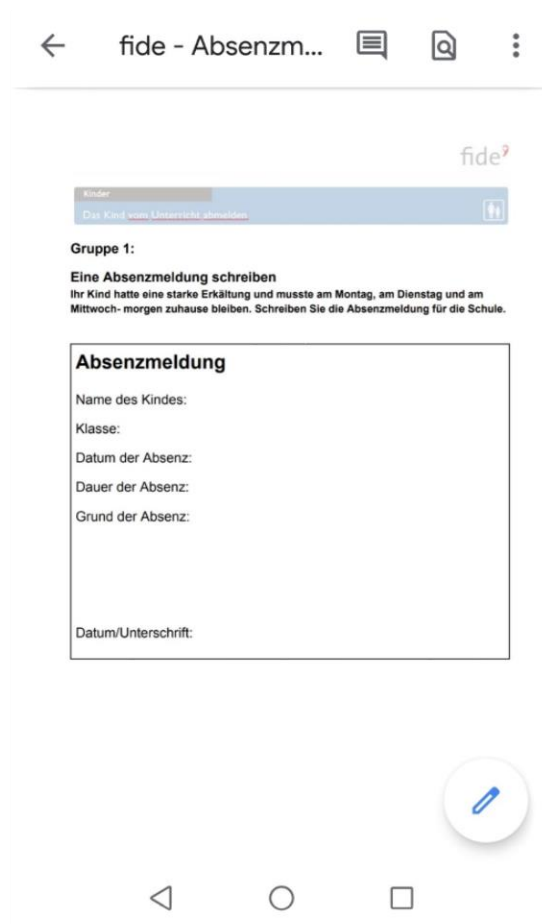 fide - Absenzm...
fide
Kinder
Das Kind vom Unterricht abmelden
Gruppe 1:
Eine Absenzmeldung schreiben
Ihr Kind hatte eine starke Erkältung und musste am Montag, am Dienstag und am
Mittwoch- morgen zuhause bleiben. Schreiben Sie die Absenzmeldung für die Schule.
Absenzmeldung
Name des Kindes:
Klasse:
Datum der Absenz:
Dauer der Absenz:
Grund der Absenz:
Datum/Unterschrift: